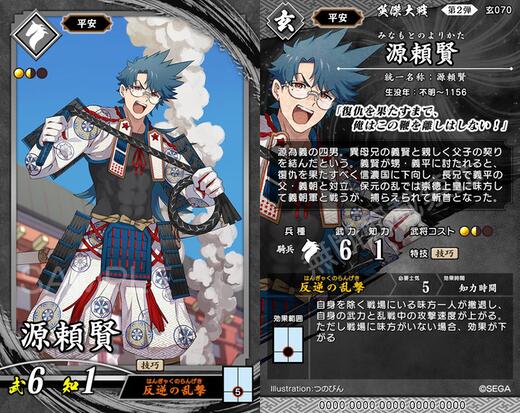 平安
源頼賢
技巧
武6 知1
はんぎゃくのらんげき
反逆の乱撃
5
玄
平安
英傑大戦
第2弾
玄070
みなもとのよりかた
源頼賢
統一名称：源頼賢
生没年：不明～1156
「復仇を果たすまで、
俺はこの鞭を離しはしない！」
源為義の四男。異母兄の義賢と親しく父子の契り
を結んだという。義賢が甥・義平に討たれると、
復仇を果たすべく信濃国に下向し、長兄で義平の
父・義朝と対立。保元の乱では崇徳上皇に味方し
て義朝軍と戦うが、捕らえられて斬首となった。
兵種 武力 知力 武将コスト
騎兵 6 1 特技 技巧
はんぎゃくのらんげき
反逆の乱撃
必要士気 5
効果時間 知力時間
効果範囲
自身を除く戦場にいる味方一人が撤退し、
自身の武力と乱戦中の攻撃速度が上がる。
ただし戦場に味方がいない場合、効果が下
がる
Illustration:つのぴん
©SEGA
0000 0000 0000 0000 0000